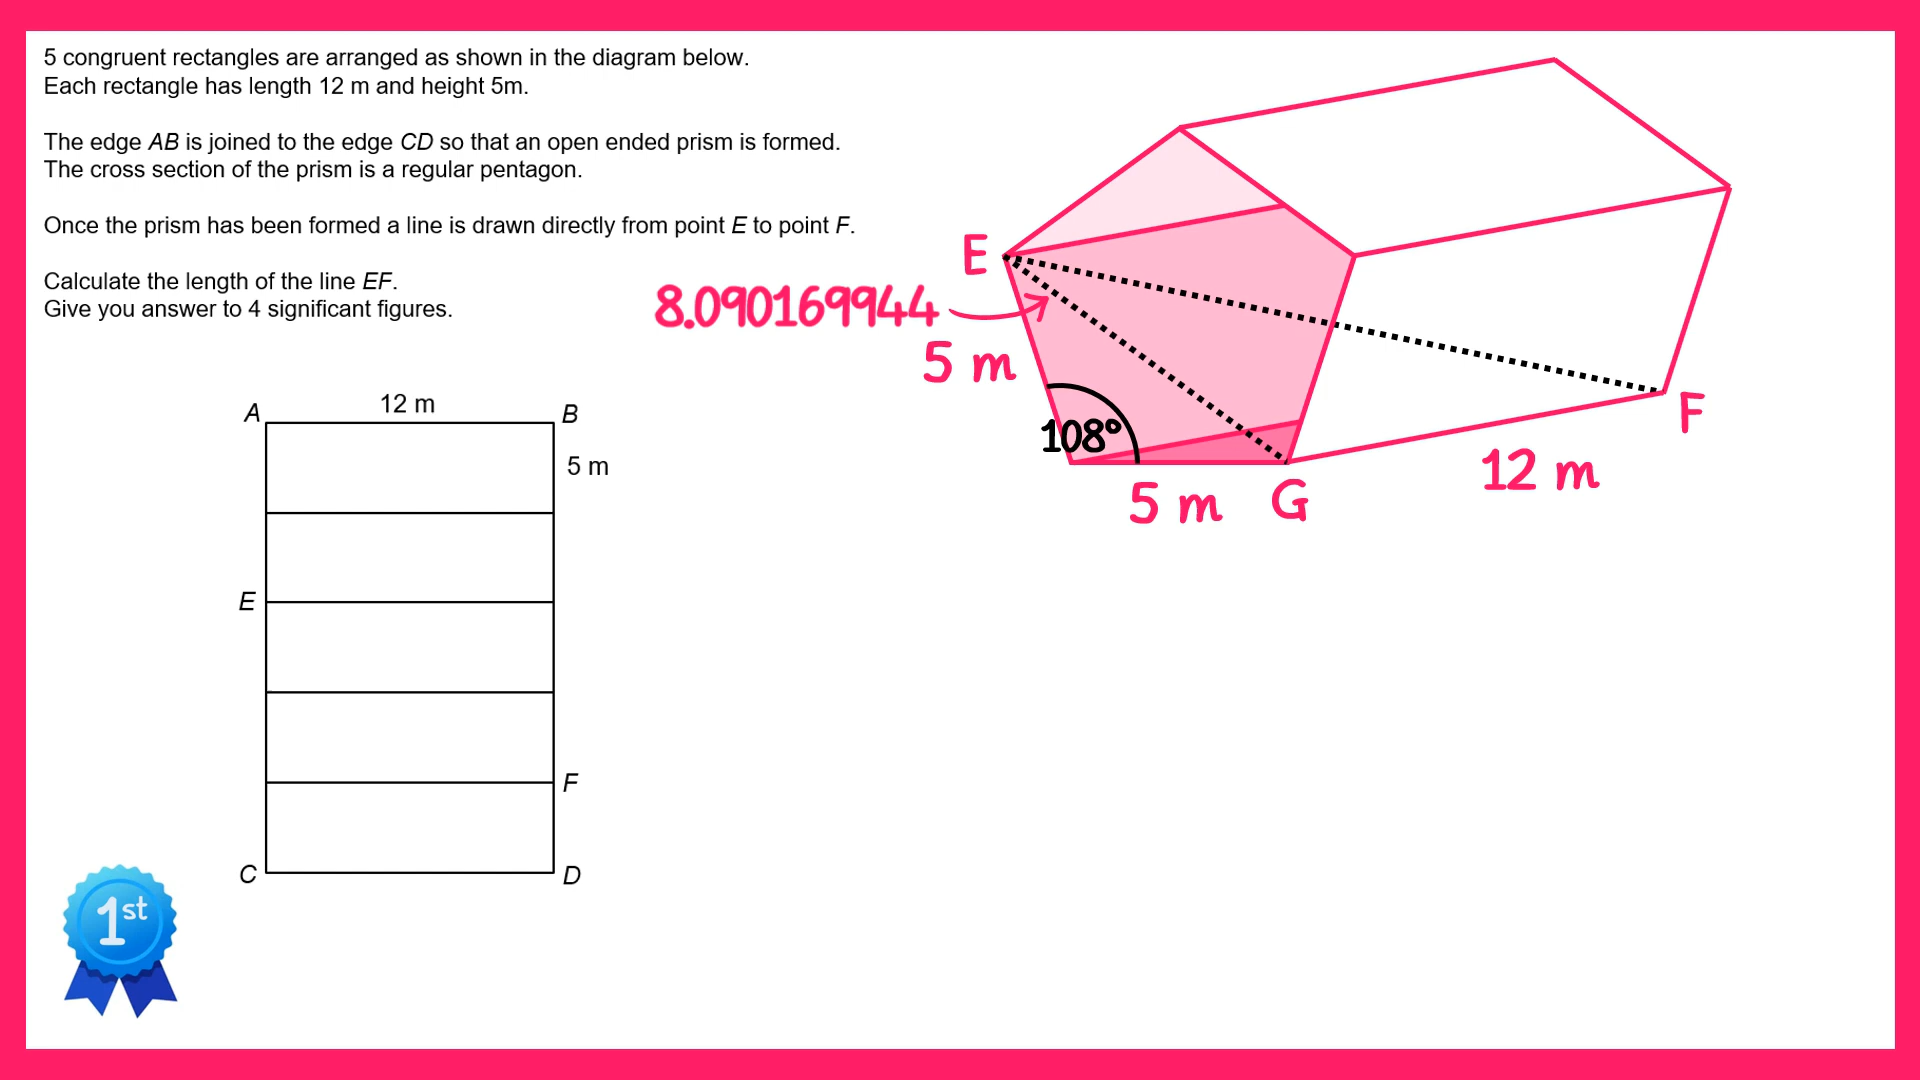 5 congruent rectangles are arranged as shown in the diagram below.
Each rectangle has length 12 m and height 5m.
The edge AB is joined to the edge CD so that an open ended prism is formed.
The cross section of the prism is a regular pentagon.
Once the prism has been formed a line is drawn directly from point E to point F.
Calculate the length of the line EF.
Give you answer to 4 significant figures.
E
8.090169944
5 m
108°
5 m
G
12 m
F
A
12 m
B
5 m
E
F
C
D
1st